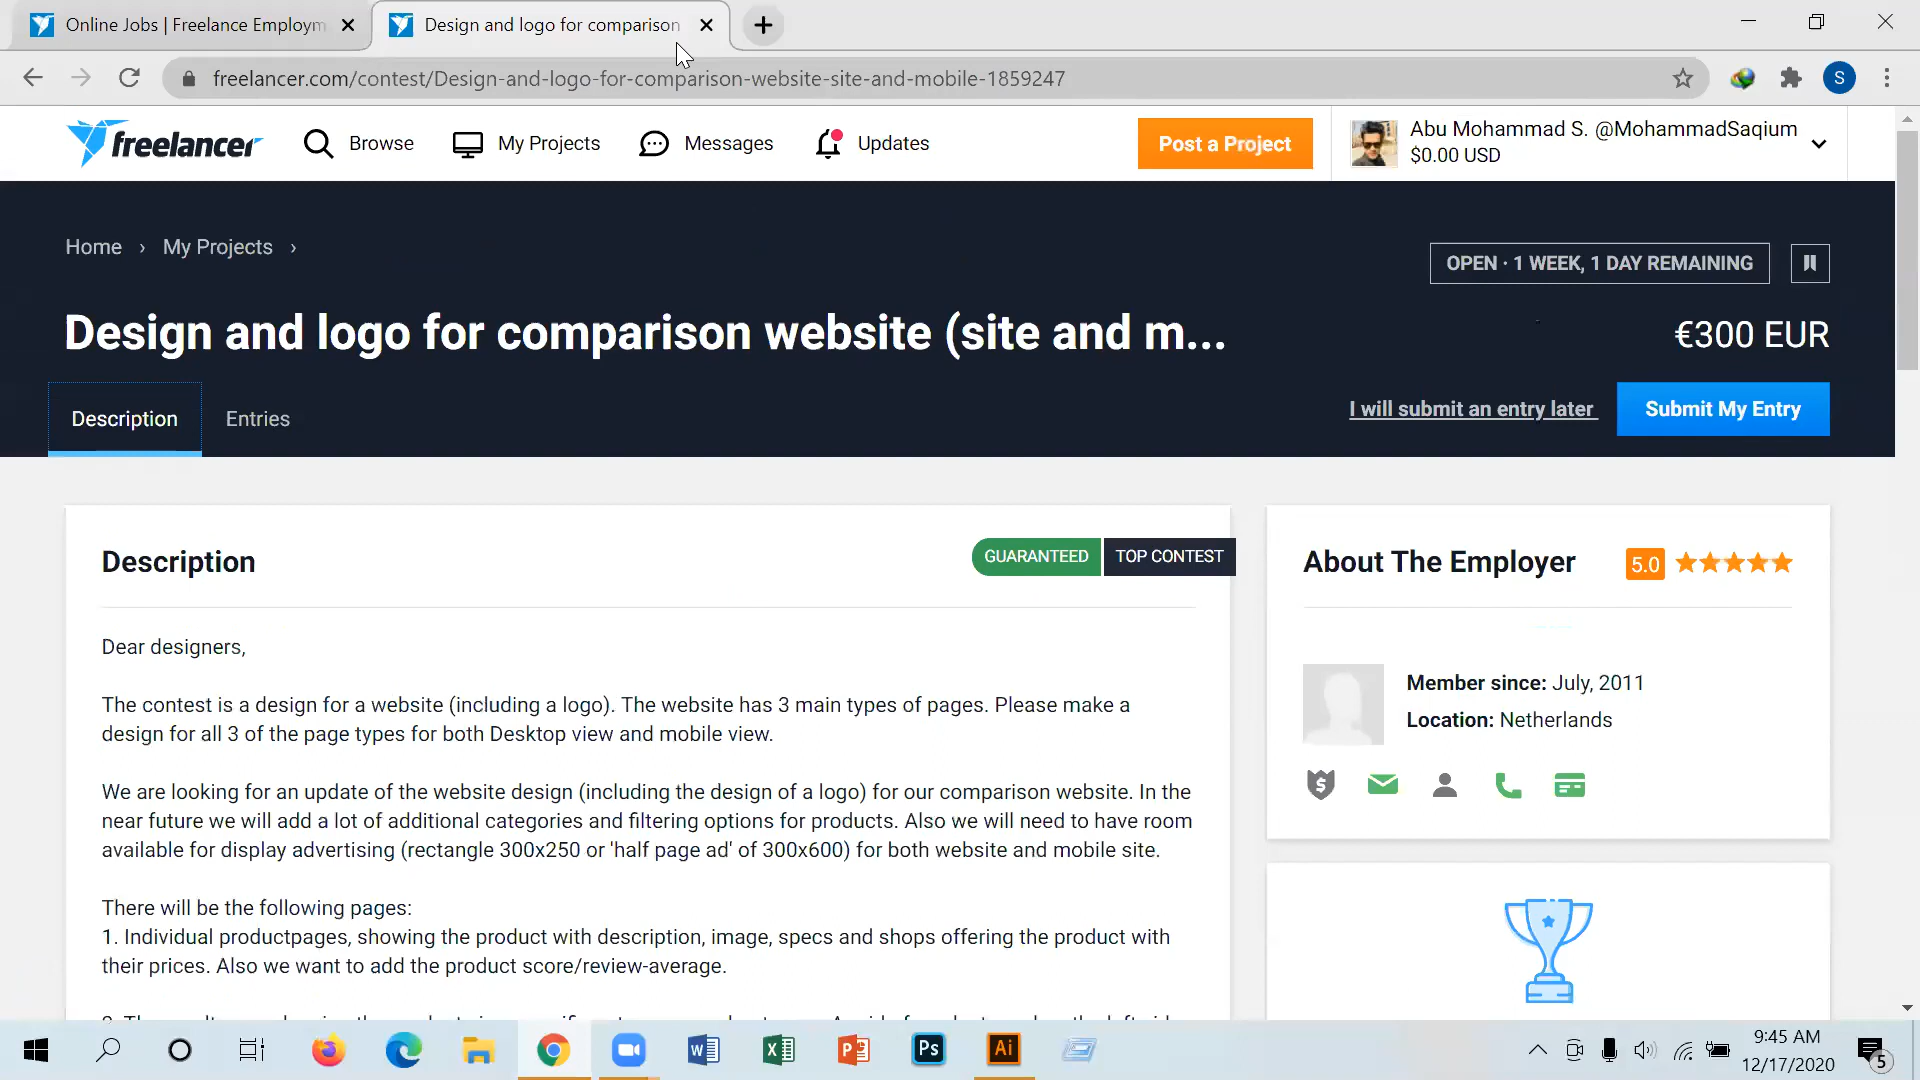 Online Jobs | Freelance Employm
Design and logo for comparison
freelancer.com/contest/Design-and-logo-for-comparison-website-site-and-mobile-1859247
S
freelancer
Browse
My Projects
Messages
Updates
Post a Project
Abu Mohammad S. @MohammadSaqium
$0.00 USD
Home › My Projects ›
OPEN · 1 WEEK, 1 DAY REMAINING
Design and logo for comparison website (site and m...
€300 EUR
Description
Entries
I will submit an entry later
Submit My Entry
Description
GUARANTEED
TOP CONTEST
Dear designers,
The contest is a design for a website (including a logo). The website has 3 main types of pages. Please make a
design for all 3 of the page types for both Desktop view and mobile view.
We are looking for an update of the website design (including the design of a logo) for our comparison website. In the
near future we will add a lot of additional categories and filtering options for products. Also we will need to have room
available for display advertising (rectangle 300x250 or 'half page ad' of 300x600) for both website and mobile site.
There will be the following pages:
1. Individual productpages, showing the product with description, image, specs and shops offering the product with
their prices. Also we want to add the product score/review-average.
About The Employer
5.0
Member since: July, 2011
Location: Netherlands
Ps
Ai
9:45 AM
12/17/2020
5